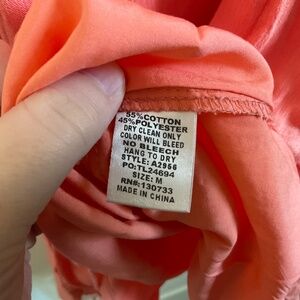 55%COTTON
45%POLYESTER
DRY CLEAN ONLY
COLOR WILL BLEED
NO BLEECH
HANG TO DRY
STYLE: A2956
PO:TL24694
SIZE: M
RN#: 130733
MADE IN CHINA